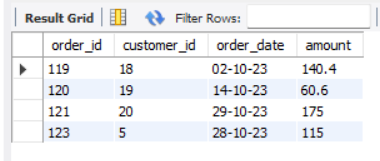 Result Grid Filter Rows:
order_id customer_id order_date amount
119 18 02-10-23 140.4
120 19 14-10-23 60.6
121 20 29-10-23 175
123 5 28-10-23 115